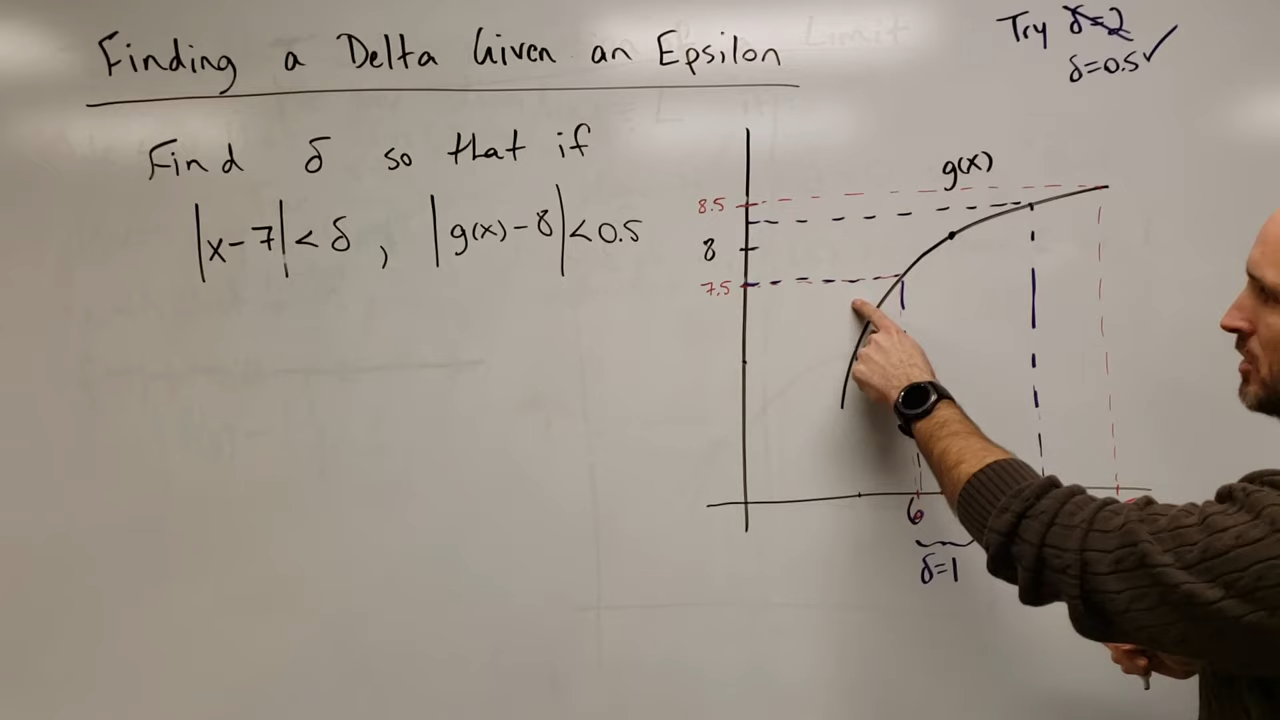 Finding a Delta Given an Epsilon
Find δ so that if
|x-7| < δ , |g(x)-8| < 0.5
Try δ=2
δ=0.5✓
g(x)
8.5
8
7.5
6
δ=1